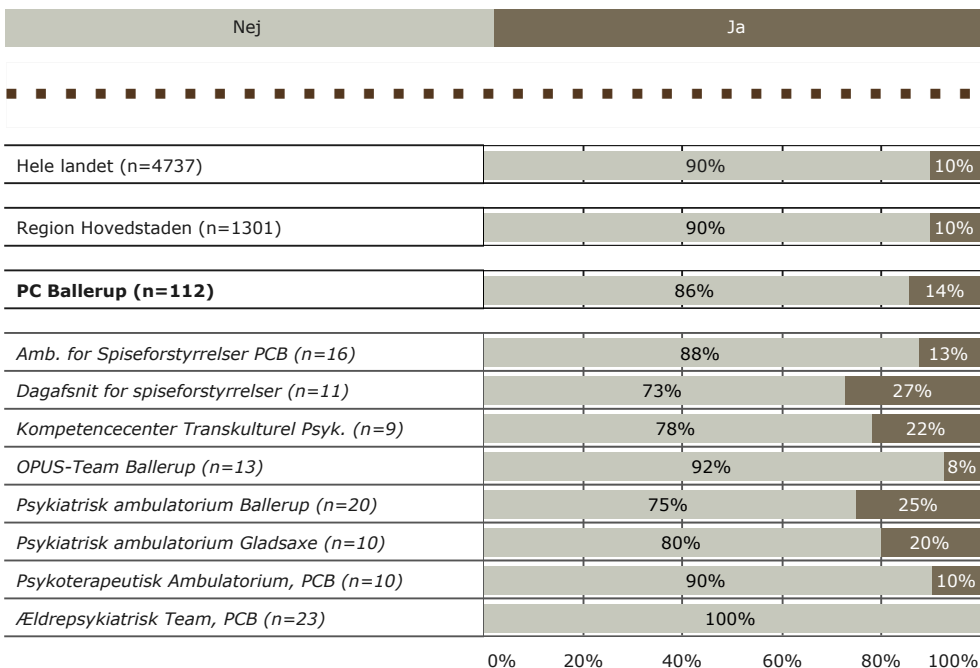 Nej Ja
Hele landet (n=4737) 90% 10%
Region Hovedstaden (n=1301) 90% 10%
PC Ballerup (n=112) 86% 14%
Amb. for Spiseforstyrrelser PCB (n=16) 88% 13%
Dagafsnit for spiseforstyrrelser (n=11) 73% 27%
Kompetencecenter Transkulturel Psyk. (n=9) 78% 22%
OPUS-Team Ballerup (n=13) 92% 8%
Psykiatrisk ambulatorium Ballerup (n=20) 75% 25%
Psykiatrisk ambulatorium Gladsaxe (n=10) 80% 20%
Psykoterapeutisk Ambulatorium, PCB (n=10) 90% 10%
Ældrepsykiatrisk Team, PCB (n=23) 100%
0% 20% 40% 60% 80% 100%